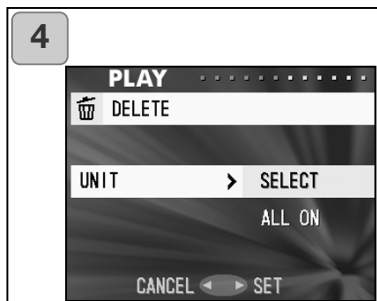 4
PLAY
DELETE
UNIT > SELECT
ALL ON
CANCEL ◄ ► SET